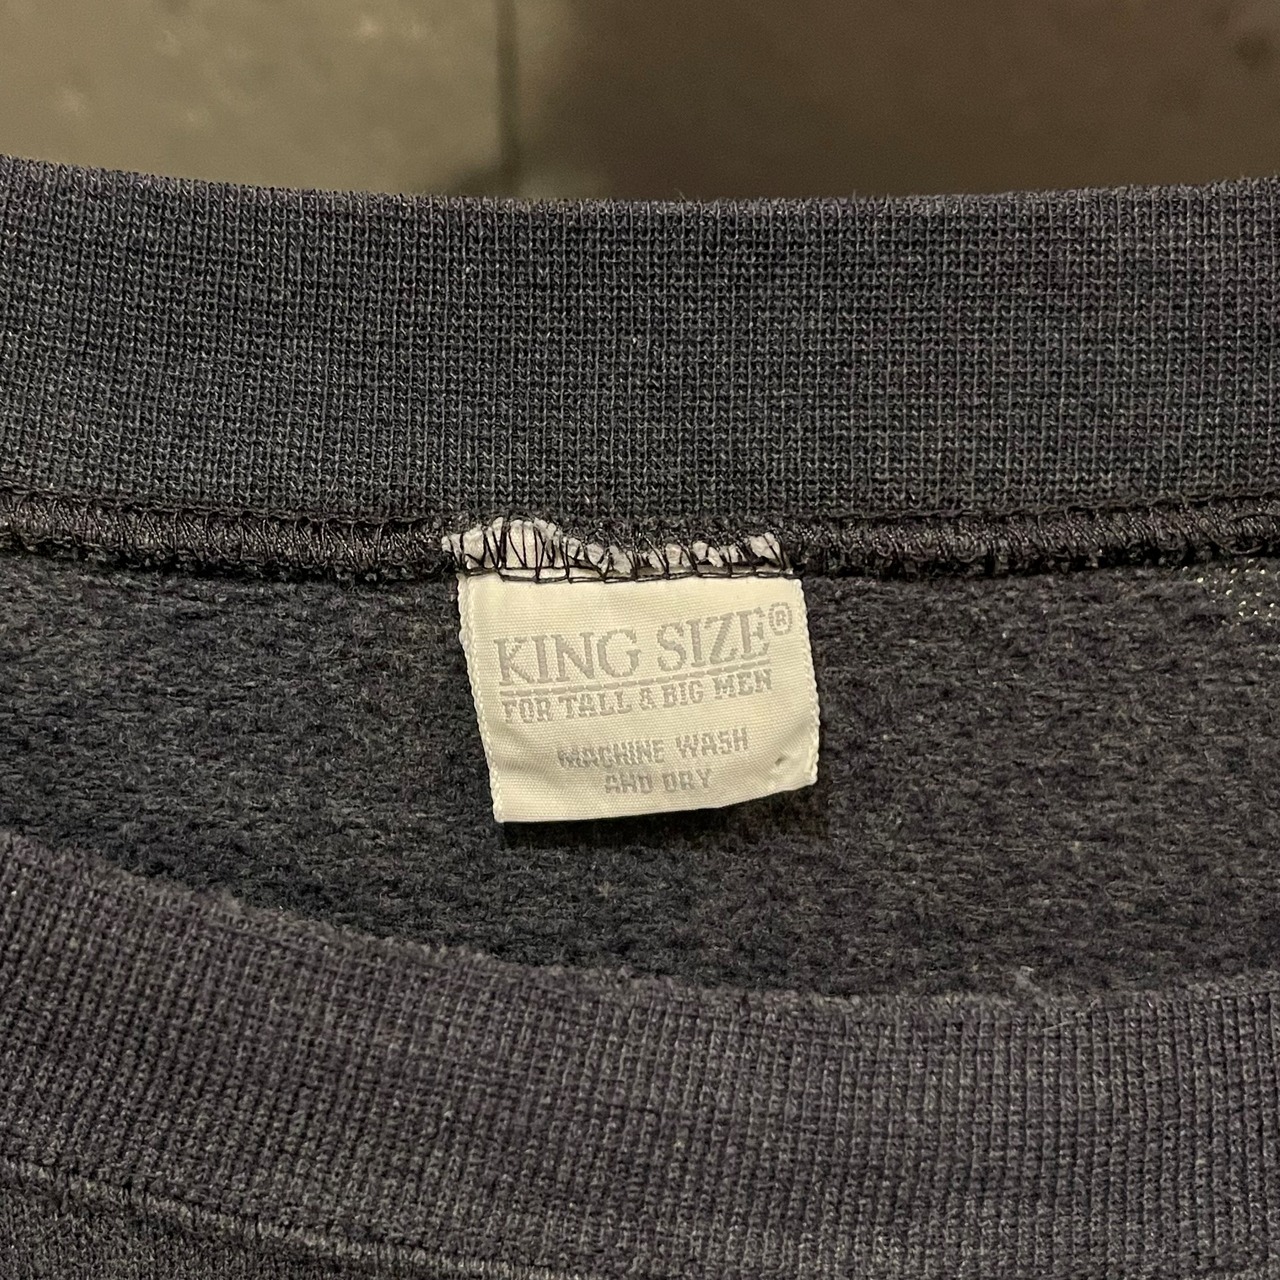 KING SIZE®
FOR TALL & BIG MEN
MACHINE WASH
AND DRY